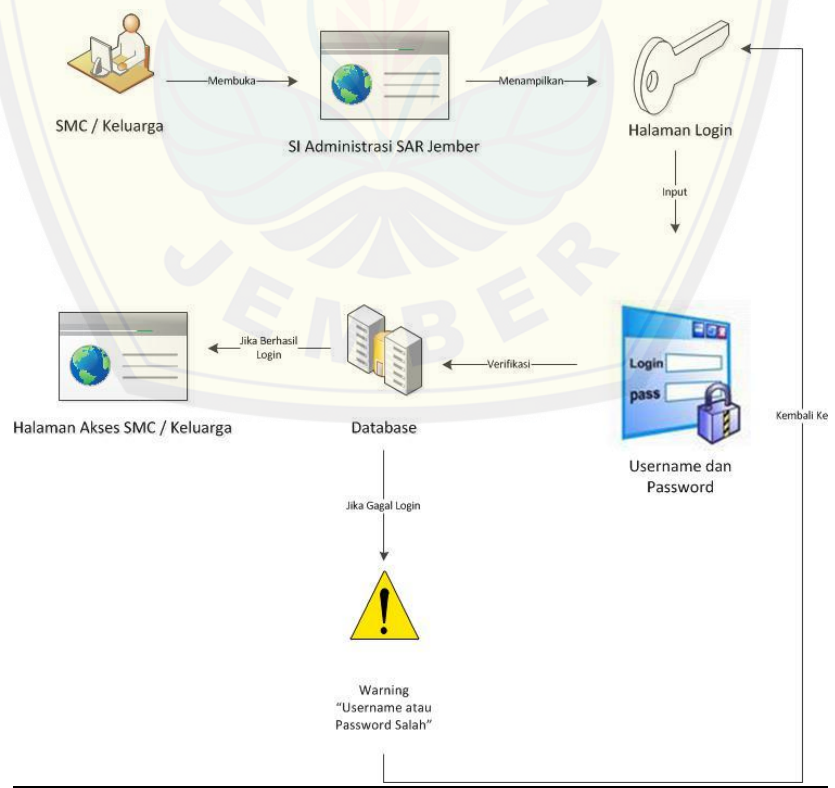 Membuka
Menampilkan
SMC / Keluarga
SI Administrasi SAR Jember
Halaman Login
Input
JEMBER
Jika Berhasil
Login
Verifikasi
Login
pass
Halaman Akses SMC / Keluarga
Database
Username dan
Password
Kembali Ke
Jika Gagal Login
Warning
“Username atau
Password Salah”